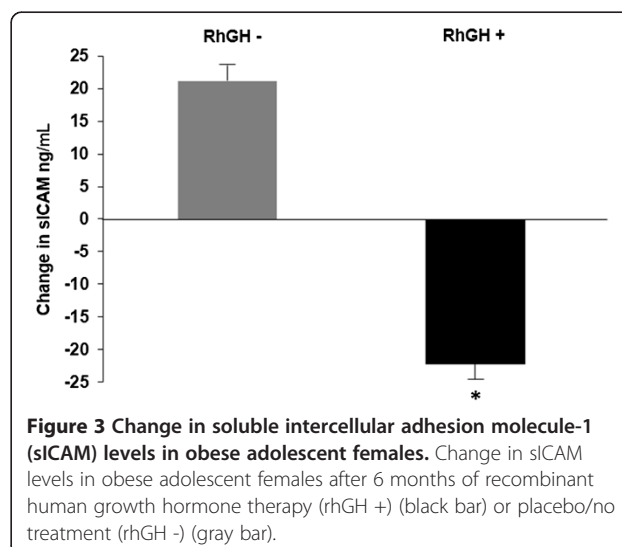 RhGH - RhGH +
25
20
15
10
5
0
-5
-10
-15
-20
-25
Change in sICAM ng/mL
*
Figure 3 Change in soluble intercellular adhesion molecule-1
(sICAM) levels in obese adolescent females. Change in sICAM
levels in obese adolescent females after 6 months of recombinant
human growth hormone therapy (rhGH +) (black bar) or placebo/no
treatment (rhGH -) (gray bar).